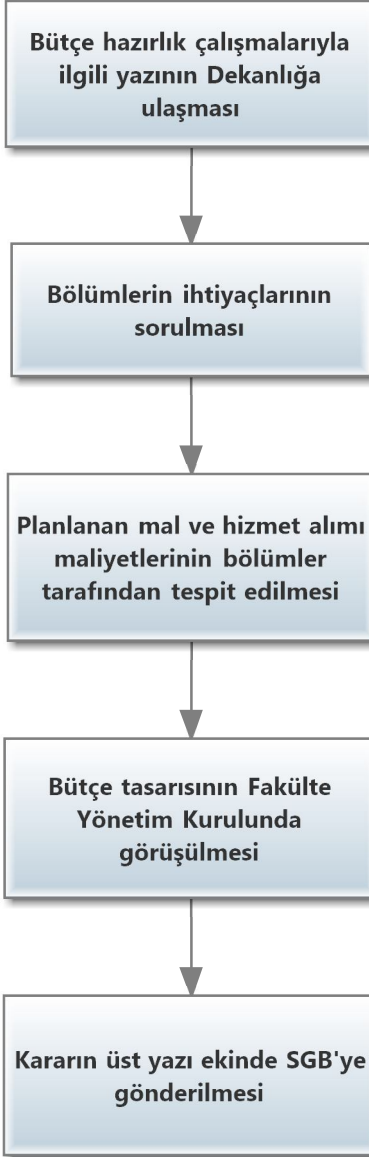 Bütçe hazırlık çalışmalarıyla
ilgili yazının Dekanlığa
ulaşması
Bölümlerin ihtiyaçlarının
sorulması
Planlanan mal ve hizmet alımı
maliyetlerinin bölümler
tarafından tespit edilmesi
Bütçe tasarısının Fakülte
Yönetim Kurulunda
görüşülmesi
Kararın üst yazı ekinde SGB'ye
gönderilmesi